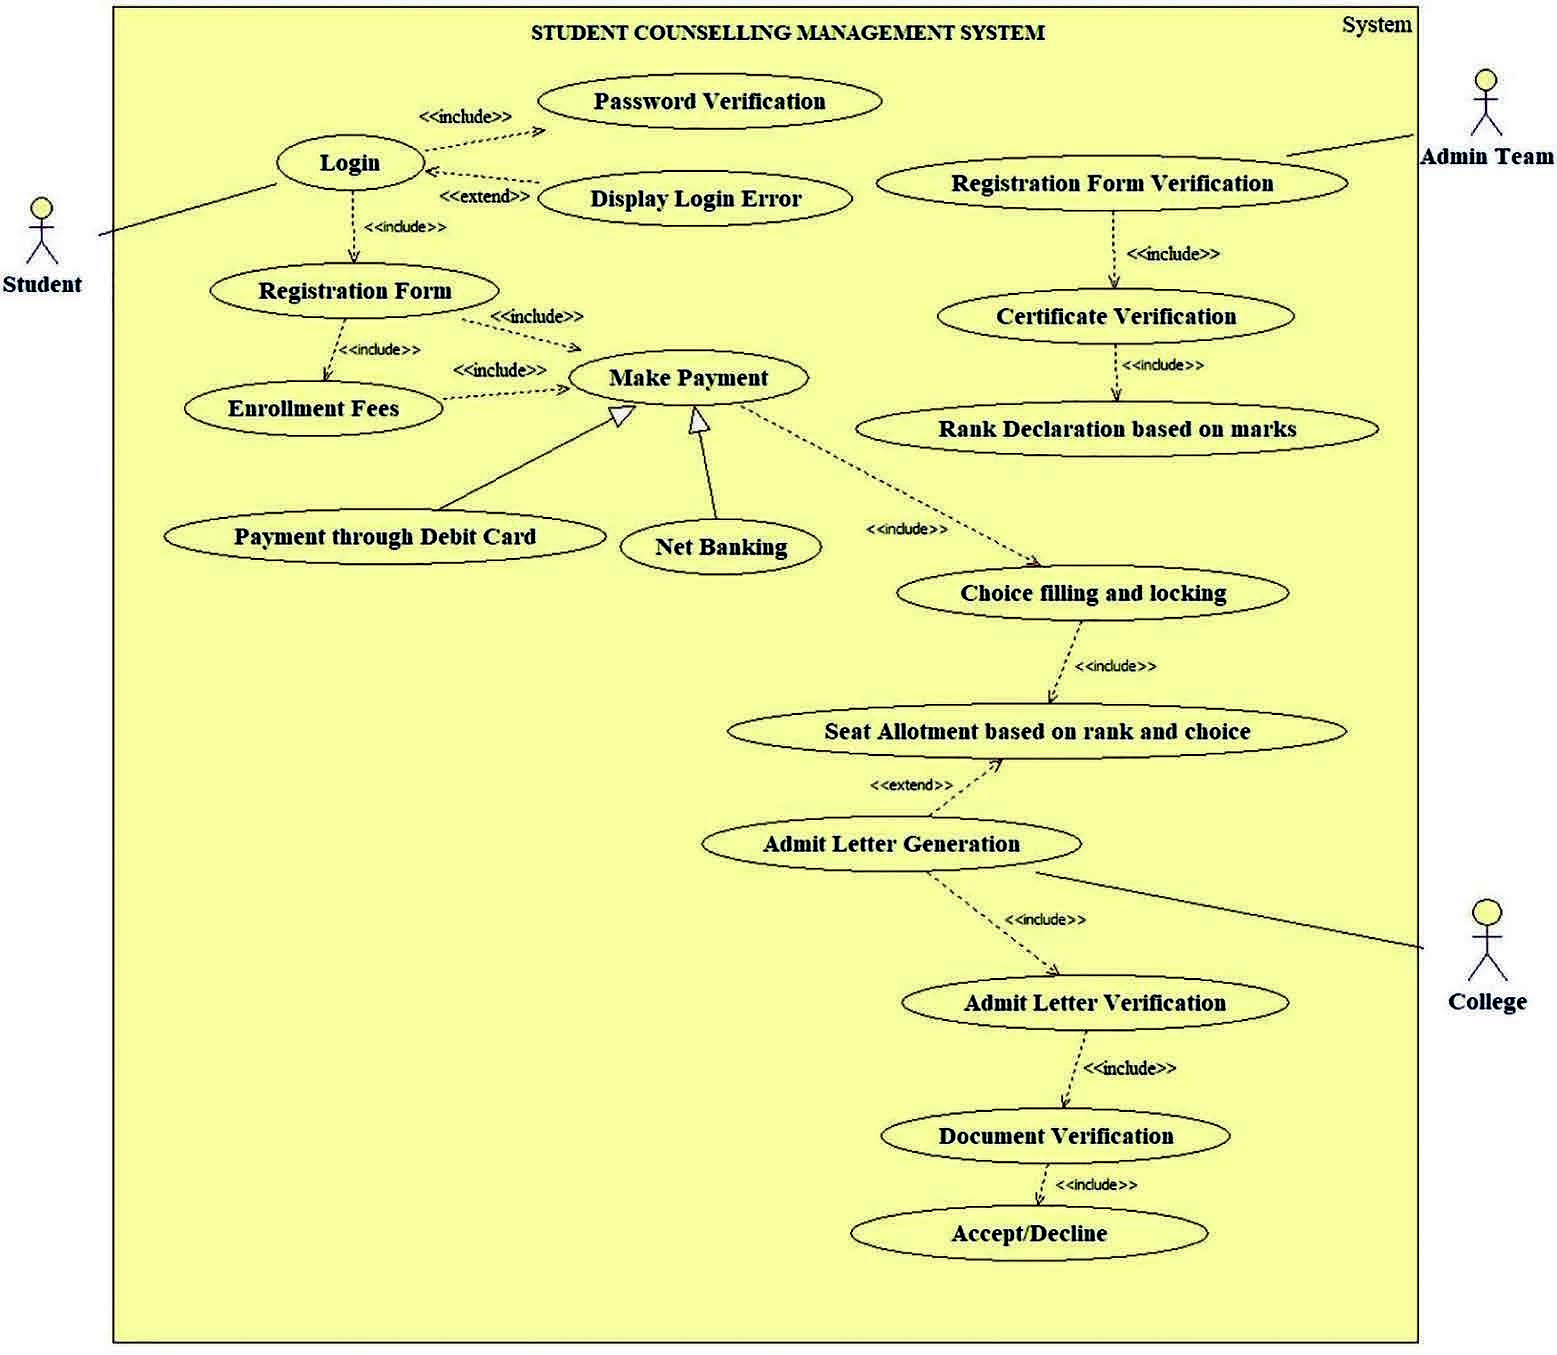 System
STUDENT COUNSELLING MANAGEMENT SYSTEM
Password Verification
<<include>>
Login
Admin Team
Registration Form Verification
<<extend>>
Display Login Error
<<include>>
Student
<<include>>
Registration Form
<<include>>
Certificate Verification
<<include>>
<<include>>
<<include>>
Make Payment
<<include>>
Enrollment Fees
Rank Declaration based on marks
Payment through Debit Card
Net Banking
<<include>>
Choice filling and locking
<<include>>
Seat Allotment based on rank and choice
<<extend>>
Admit Letter Generation
<<include>>
College
Admit Letter Verification
<<include>>
Document Verification
<<include>>
Accept/Decline